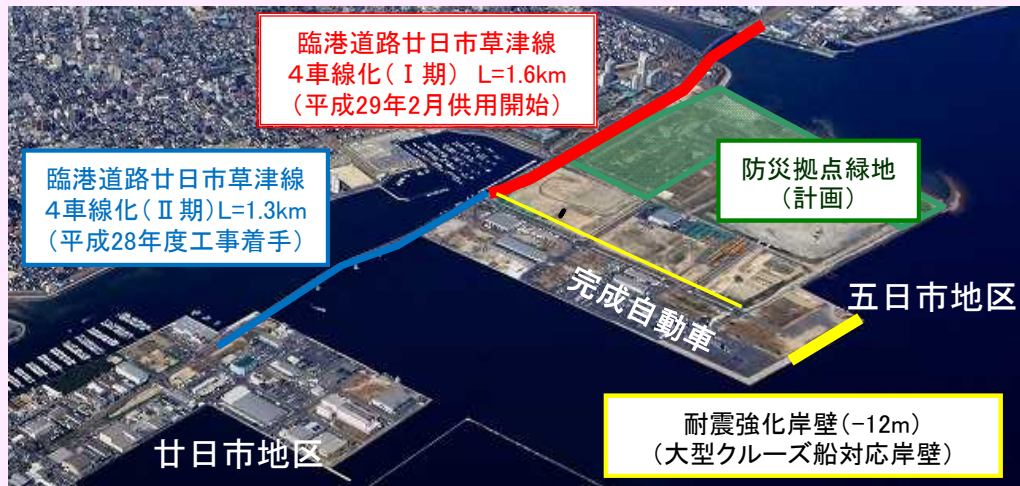 臨港道路廿日市草津線
4車線化(Ⅰ期) L=1.6km
(平成29年2月供用開始)
臨港道路廿日市草津線
4車線化(Ⅱ期)L=1.3km
(平成28年度工事着手)
防災拠点緑地
(計画)
完成自動車
五日市地区
耐震強化岸壁(-12m)
(大型クルーズ船対応岸壁)
廿日市地区